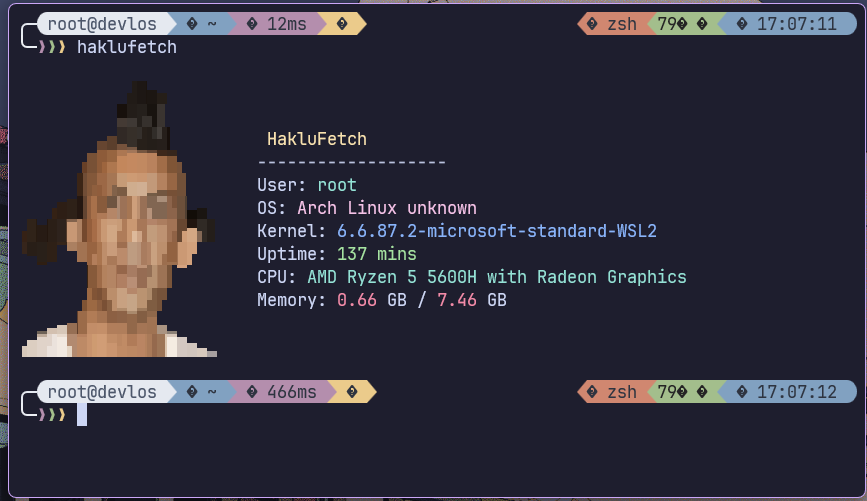 root@devlos � ~ � 12ms � � zsh 79� � � 17:07:11
❯❯❯ haklufetch
HakluFetch
-------------------
User: root
OS: Arch Linux unknown
Kernel: 6.6.87.2-microsoft-standard-WSL2
Uptime: 137 mins
CPU: AMD Ryzen 5 5600H with Radeon Graphics
Memory: 0.66 GB / 7.46 GB
root@devlos � ~ � 466ms � � zsh 79� � � 17:07:12
❯❯❯